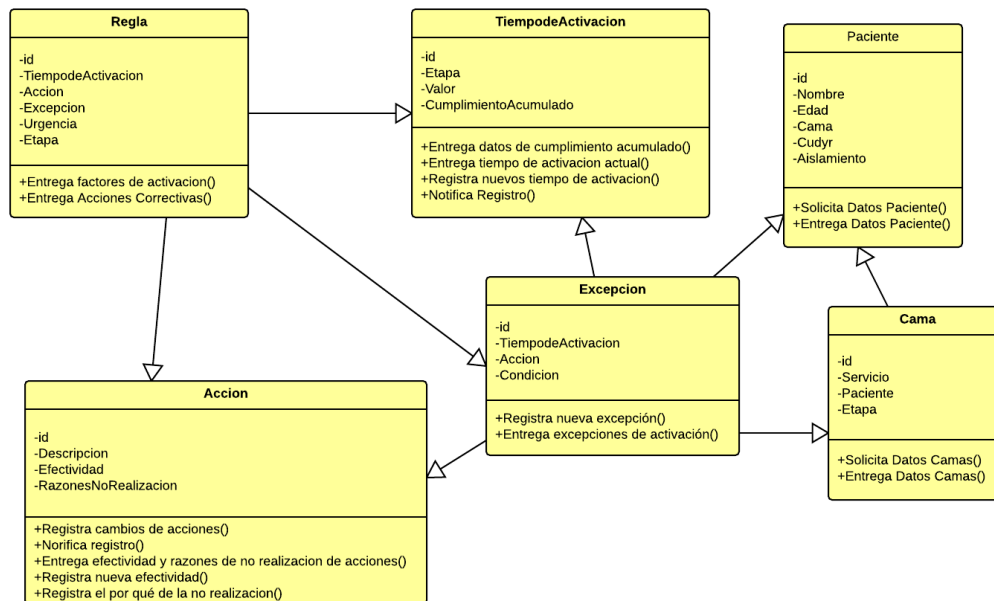 Regla
-id
-TiempodeActivacion
-Accion
-Excepcion
-Urgencia
-Etapa
+Entrega factores de activacion()
+Entrega Acciones Correctivas()
TiempodeActivacion
-id
-Etapa
-Valor
-CumplimientoAcumulado
+Entrega datos de cumplimiento acumulado()
+Entrega tiempo de activacion actual()
+Registra nuevos tiempo de activacion()
+Notifica Registro()
Paciente
-id
-Nombre
-Edad
-Cama
-Cudyr
-Aislamiento
+Solicita Datos Paciente()
+Entrega Datos Paciente()
Excepcion
-id
-TiempodeActivacion
-Accion
-Condicion
+Registra nueva excepción()
+Entrega excepciones de activación()
Cama
-id
-Servicio
-Paciente
-Etapa
+Solicita Datos Camas()
+Entrega Datos Camas()
Accion
-id
-Descripcion
-Efectividad
-RazonesNoRealizacion
+Registra cambios de acciones()
+Norifica registro()
+Entrega efectividad y razones de no realizacion de acciones()
+Registra nueva efectividad()
+Registra el por qué de la no realizacion()